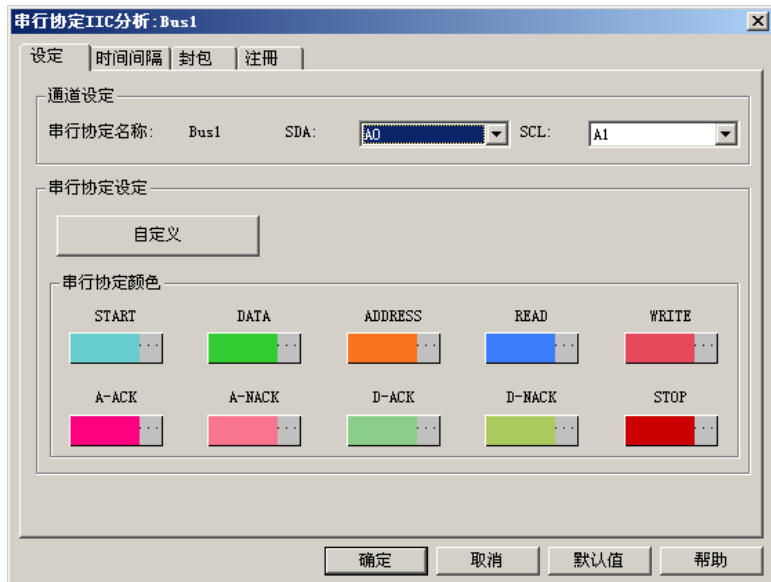 串行协定IIC分析:Bus1
设定 时间间隔 封包 注冊
通道设定
串行协定名称: Bus1 SDA: A0 SCL: A1
串行协定设定
自定义
串行协定颜色
START DATA ADDRESS READ WRITE
... ... ... ... ...
A-ACK A-NACK D-ACK D-NACK STOP
... ... ... ... ...
确定 取消 默认值 帮助